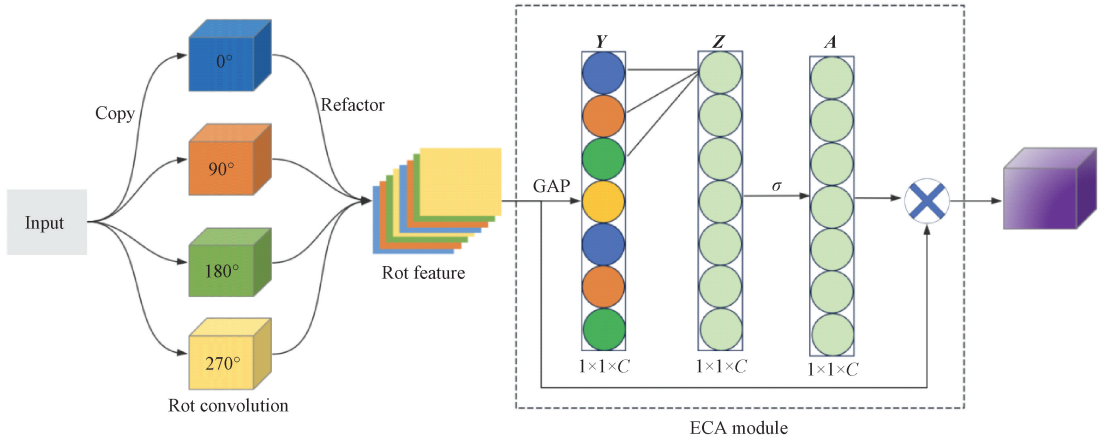 0°
Copy
90°
Input
180°
270°
Rot convolution
Refactor
Rot feature
GAP
Y
Z
A
σ
1×1×C
1×1×C
1×1×C
ECA module